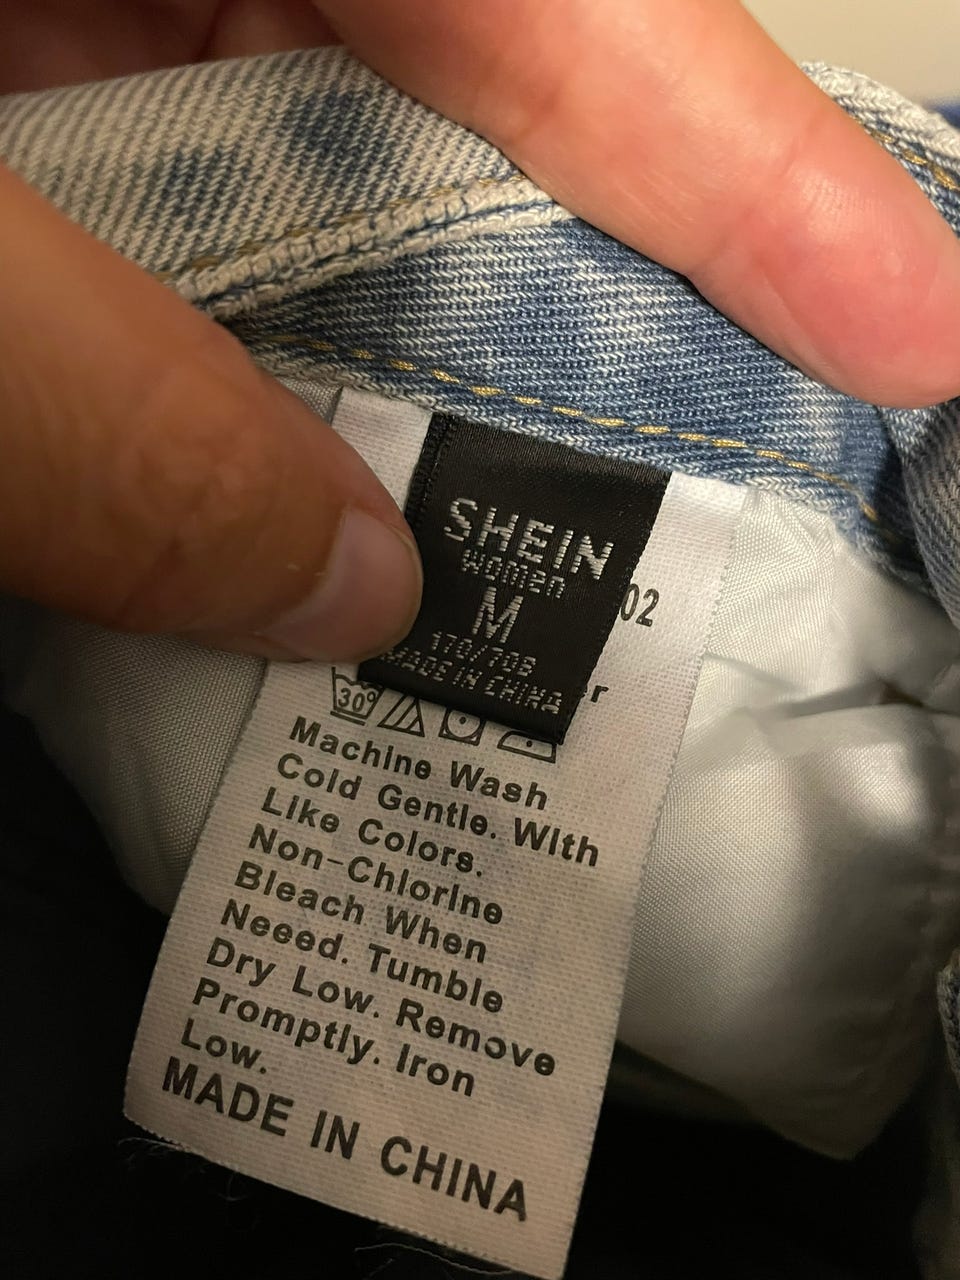 SHEIN
Women
M
170/70B
MADE IN CHINA
02
r
30°
Machine Wash
Cold Gentle. With
Like Colors.
Non-Chlorine
Bleach When
Neeed. Tumble
Dry Low. Remove
Promptly. Iron
Low.
MADE IN CHINA